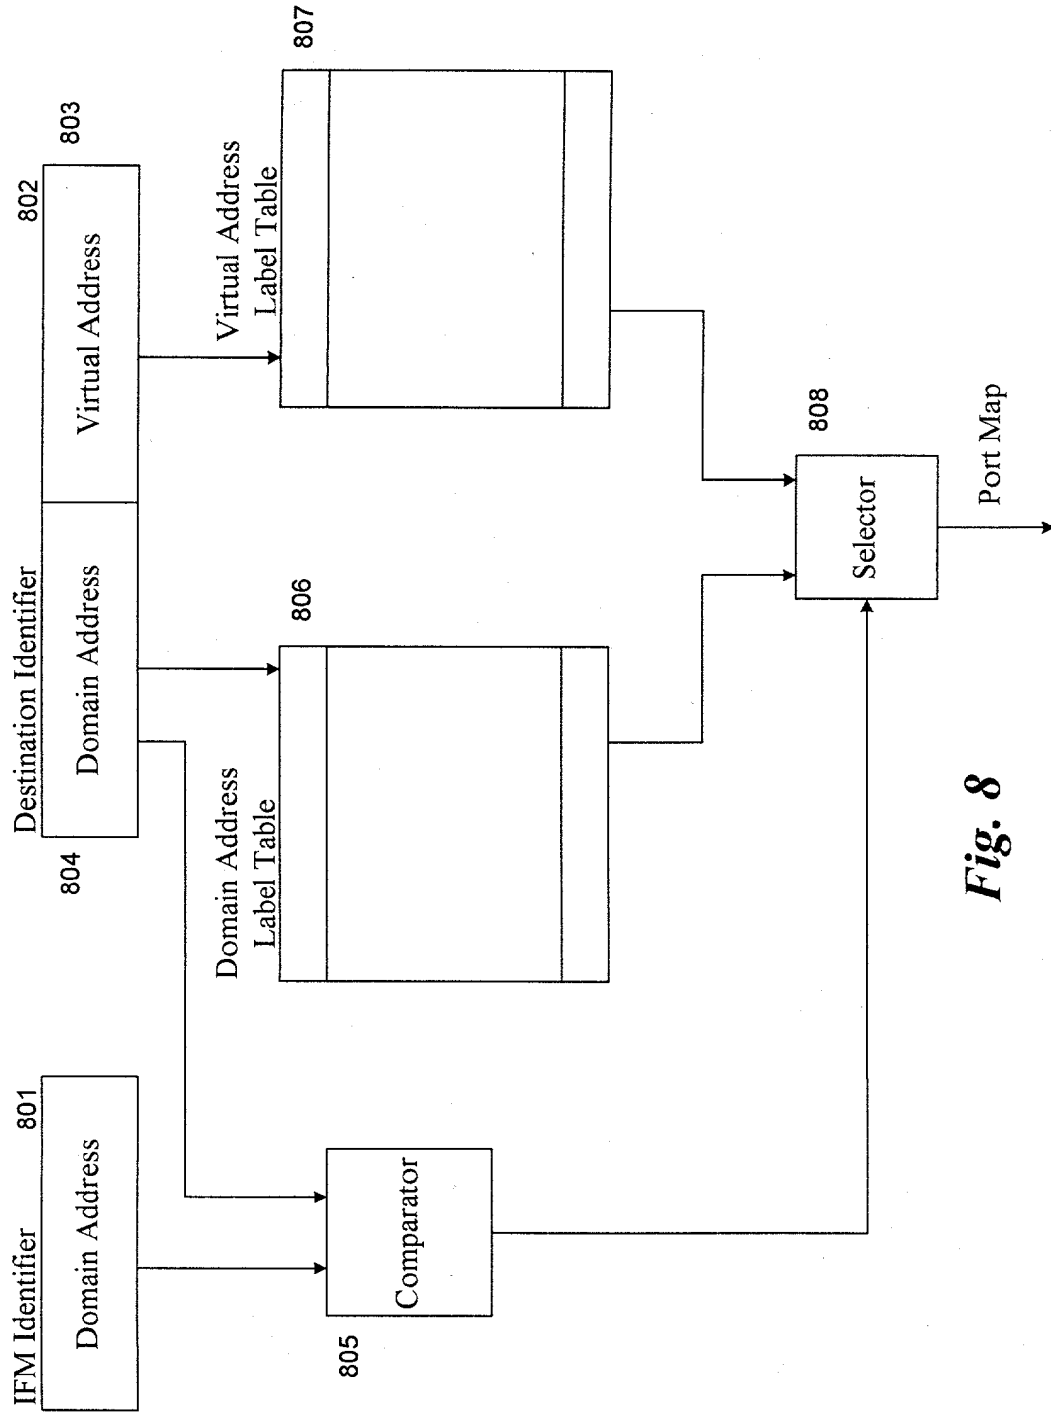 IFM Identifier
801
Domain Address
Destination Identifier
802
804
Domain Address
Virtual Address
803
Domain Address
Label Table
806
Virtual Address
Label Table
807
805
Comparator
Selector
808
Port Map
Fig. 8